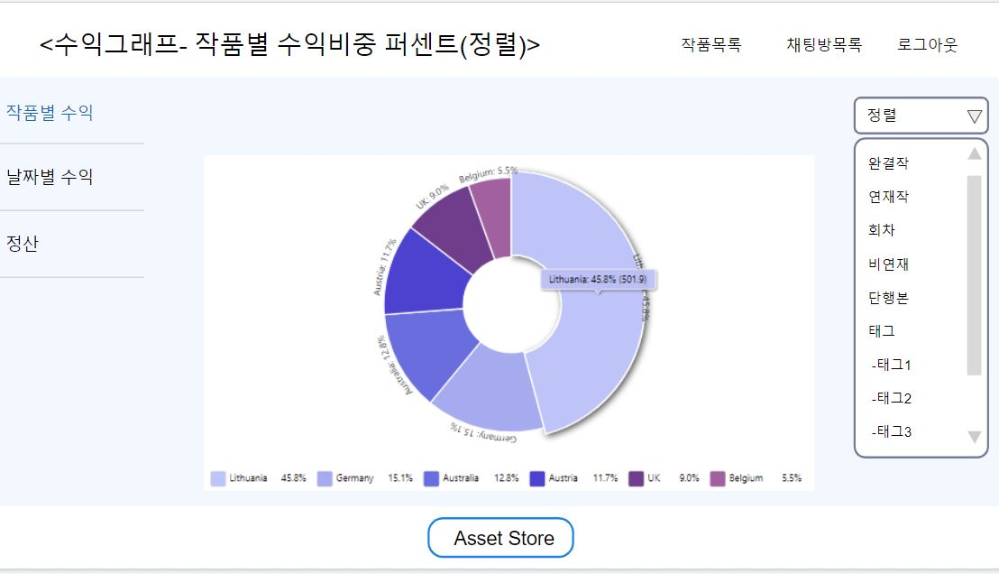 <수익그래프- 작품별 수익비중 퍼센트(정렬)>
작품목록 채팅방목록 로그아웃
작품별 수익
날짜별 수익
정산
정렬
완결작
연재작
회차
비연재
단행본
태그
-태그1
-태그2
-태그3
Belgium: 5.5%
UK: 9.0%
Austria: 11.7%
Australia: 12.8%
Germany: 15.1%
45.8%
Lithuania: 45.8% (501.9)
Lithuania 45.8% Germany 15.1% Australia 12.8% Austria 11.7% UK 9.0% Belgium 5.5%
Asset Store